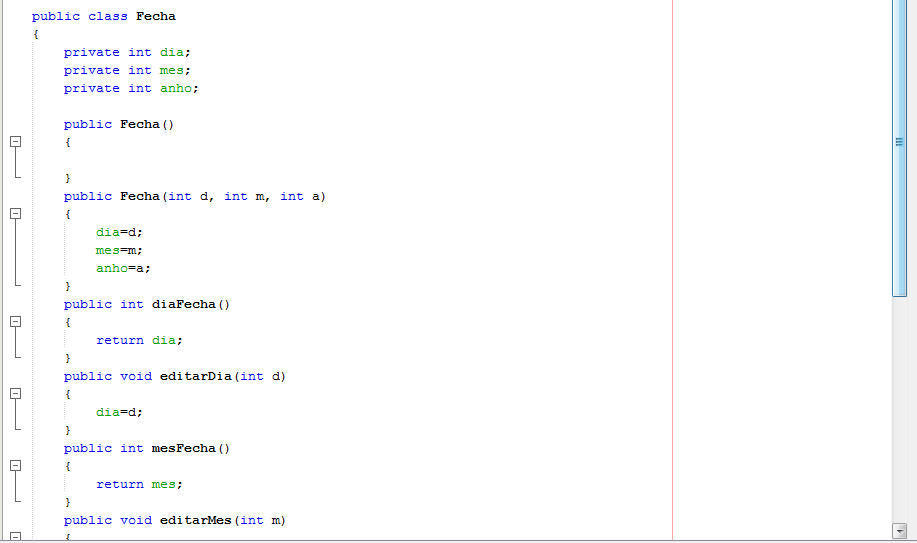 public class Fecha
{
    private int dia;
    private int mes;
    private int anho;
    public Fecha()
    {
    }
    public Fecha(int d, int m, int a)
    {
        dia=d;
        mes=m;
        anho=a;
    }
    public int diaFecha()
    {
        return dia;
    }
    public void editarDia(int d)
    {
        dia=d;
    }
    public int mesFecha()
    {
        return mes;
    }
    public void editarMes(int m)
    {